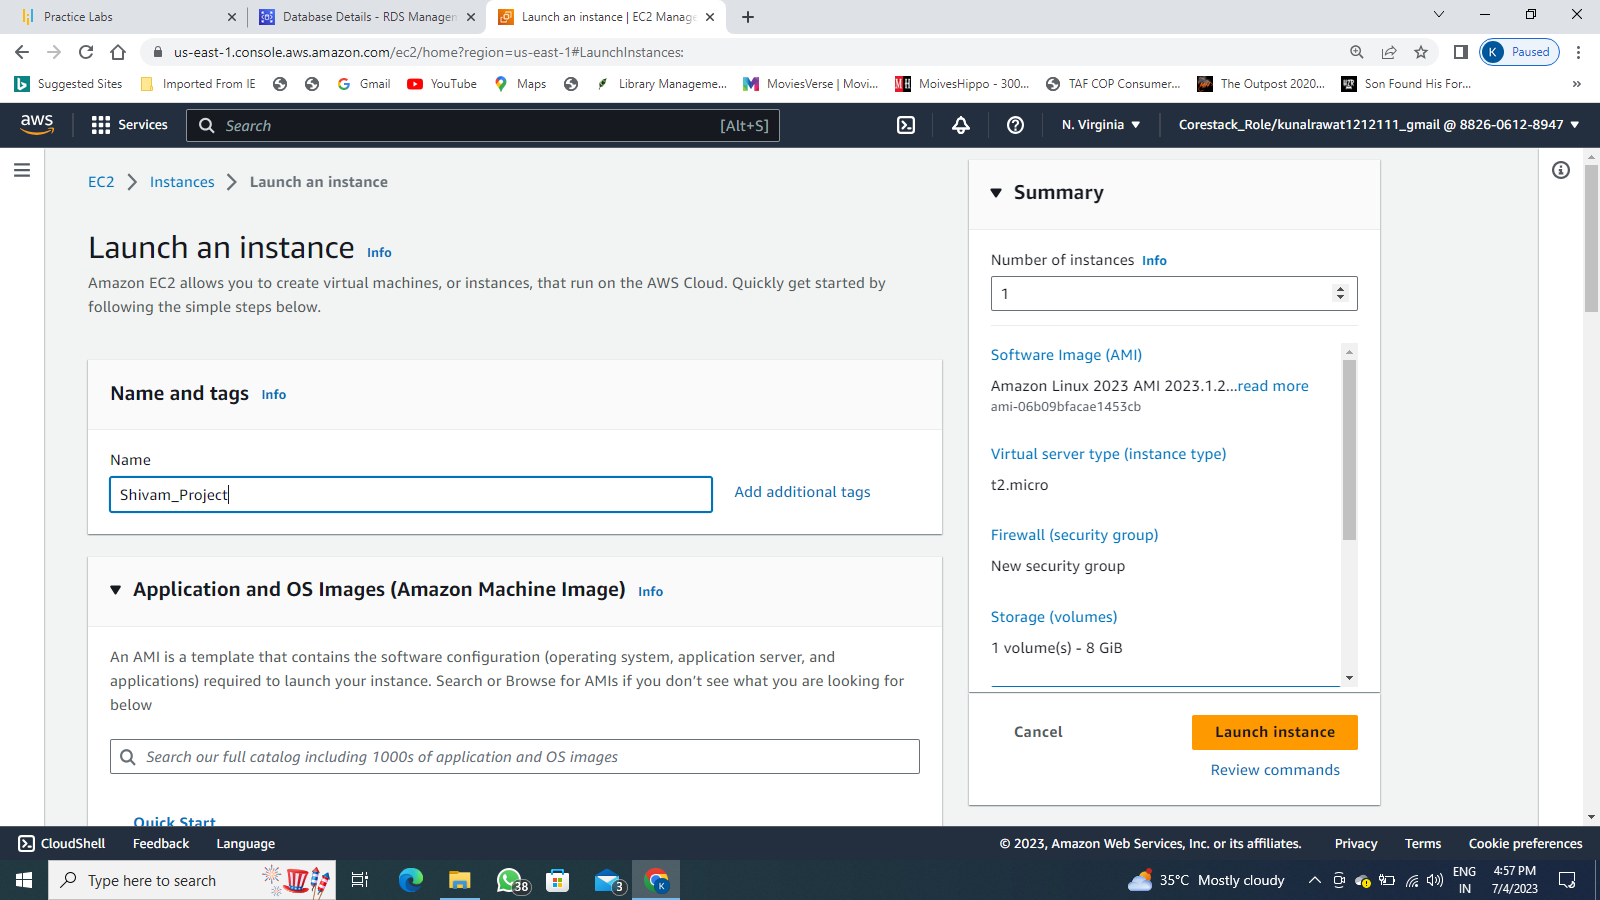 Practice Labs
Database Details - RDS Managem
Launch an instance | EC2 Manage
us-east-1.console.aws.amazon.com/ec2/home?region=us-east-1#LaunchInstances:
K Paused
Suggested Sites
Imported From IE
Gmail
YouTube
Maps
Library Manageme...
MoviesVerse | Movi...
MoivesHippo - 300...
TAF COP Consumer...
The Outpost 2020...
Son Found His For...
»
aws
Services
Search [Alt+S]
N. Virginia
Corestack_Role/kunalrawat1212111_gmail @ 8826-0612-8947
EC2 > Instances > Launch an instance
Launch an instance Info
Amazon EC2 allows you to create virtual machines, or instances, that run on the AWS Cloud. Quickly get started by
following the simple steps below.
Name and tags Info
Name
Shivam_Project
Add additional tags
Application and OS Images (Amazon Machine Image) Info
An AMI is a template that contains the software configuration (operating system, application server, and
applications) required to launch your instance. Search or Browse for AMIs if you don’t see what you are looking for
below
Search our full catalog including 1000s of application and OS images
Quick Start
Summary
Number of instances Info
1
Software Image (AMI)
Amazon Linux 2023 AMI 2023.1.2...read more
ami-06b09bfacae1453cb
Virtual server type (instance type)
t2.micro
Firewall (security group)
New security group
Storage (volumes)
1 volume(s) - 8 GiB
Cancel
Launch instance
Review commands
CloudShell
Feedback
Language
© 2023, Amazon Web Services, Inc. or its affiliates.
Privacy
Terms
Cookie preferences
Type here to search
38
3
K
35°C Mostly cloudy
ENG
IN
4:57 PM
7/4/2023